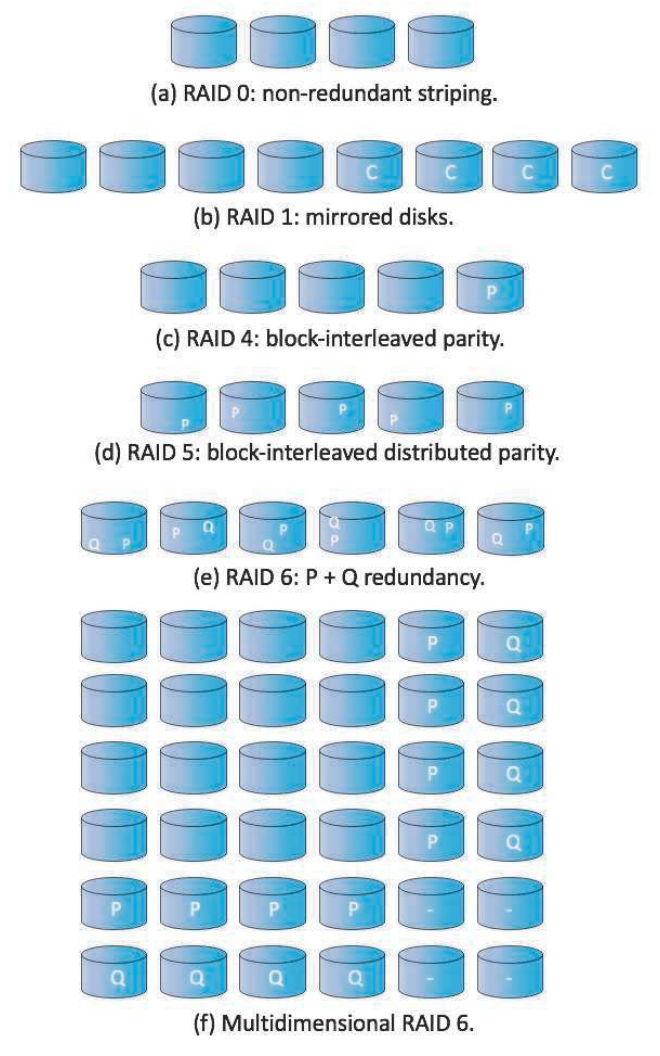 (a) RAID 0: non-redundant striping.
C C C C
(b) RAID 1: mirrored disks.
P
(c) RAID 4: block-interleaved parity.
P P P P P
(d) RAID 5: block-interleaved distributed parity.
Q P P Q Q P Q P Q P Q P
(e) RAID 6: P + Q redundancy.
P Q
P Q
P Q
P Q
P P P P - -
Q Q Q Q - -
(f) Multidimensional RAID 6.